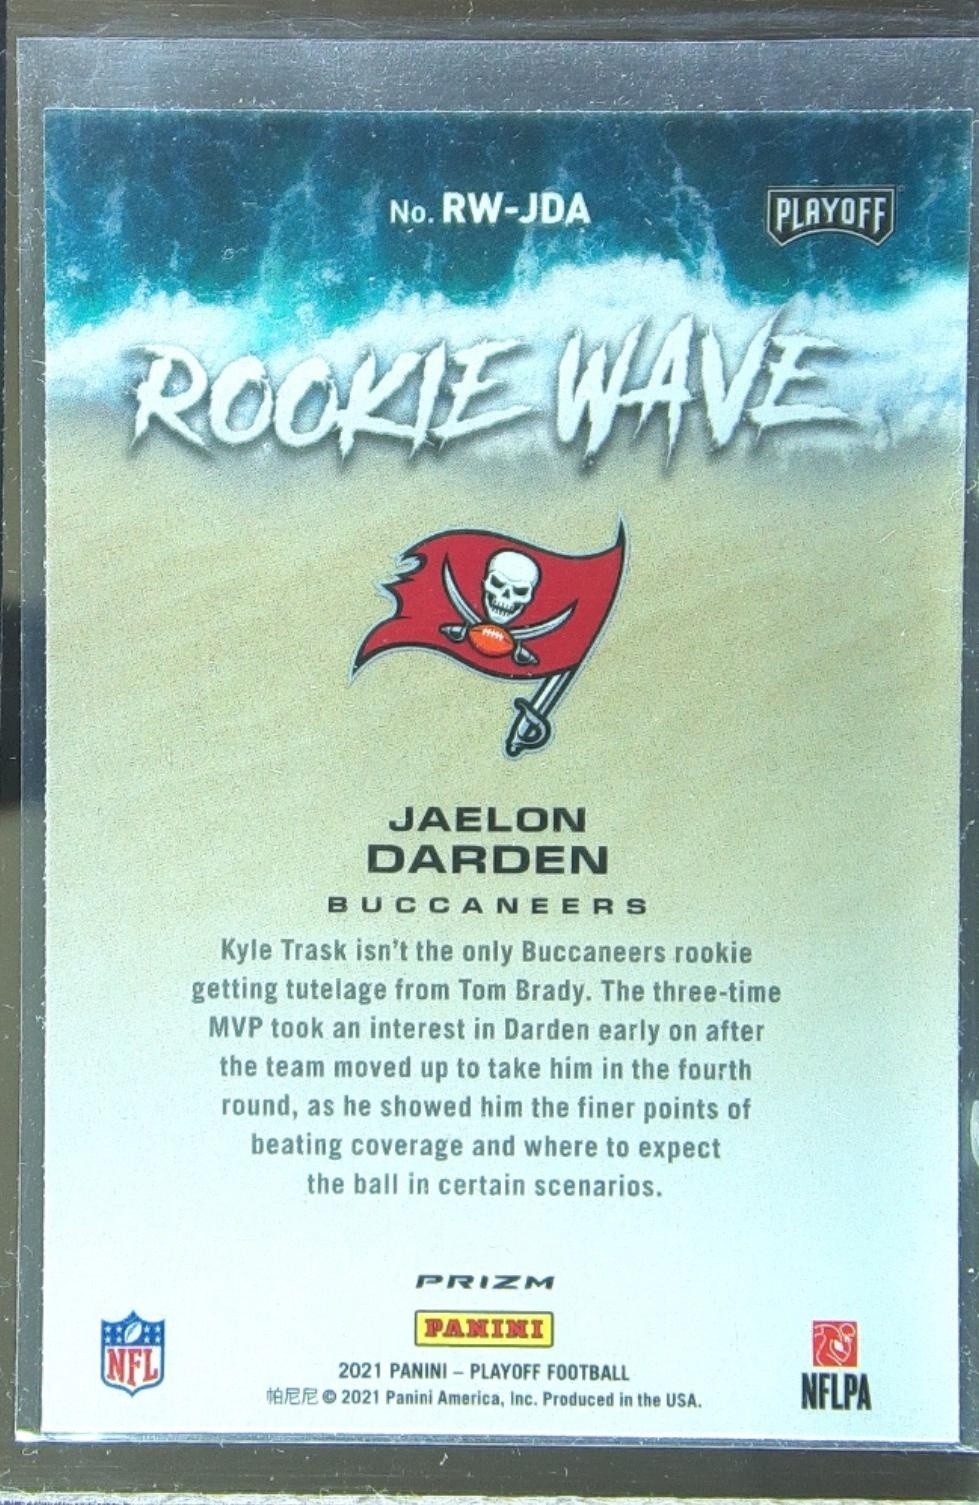 No. RW-JDA
PLAYOFF
ROOKIE WAVE
JAELON
DARDEN
BUCCANEERS
Kyle Trask isn't the only Buccaneers rookie
getting tutelage from Tom Brady. The three-time
MVP took an interest in Darden early on after
the team moved up to take him in the fourth
round, as he showed him the finer points of
beating coverage and where to expect
the ball in certain scenarios.
PRIZM
PANINI
NFL
2021 PANINI – PLAYOFF FOOTBALL
帕尼尼 © 2021 Panini America, Inc. Produced in the USA.
NFLPA